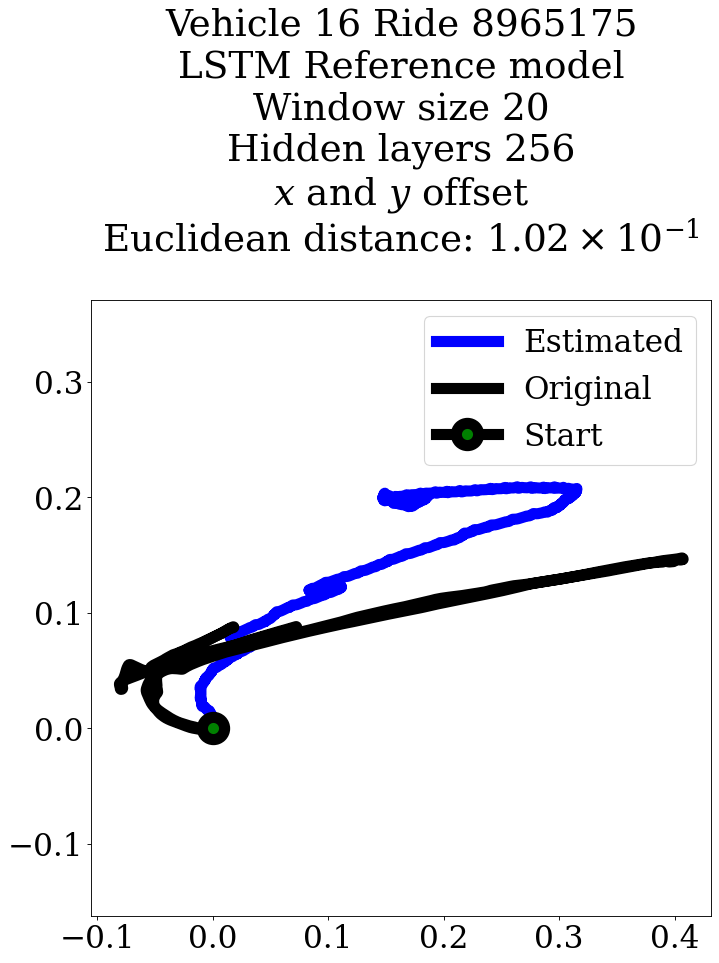 Vehicle 16 Ride 8965175
LSTM Reference model
Window size 20
Hidden layers 256
x and y offset
Euclidean distance: 1.02 × 10⁻¹
Estimated
Original
Start
0.3
0.2
0.1
0.0
−0.1
−0.1 0.0 0.1 0.2 0.3 0.4